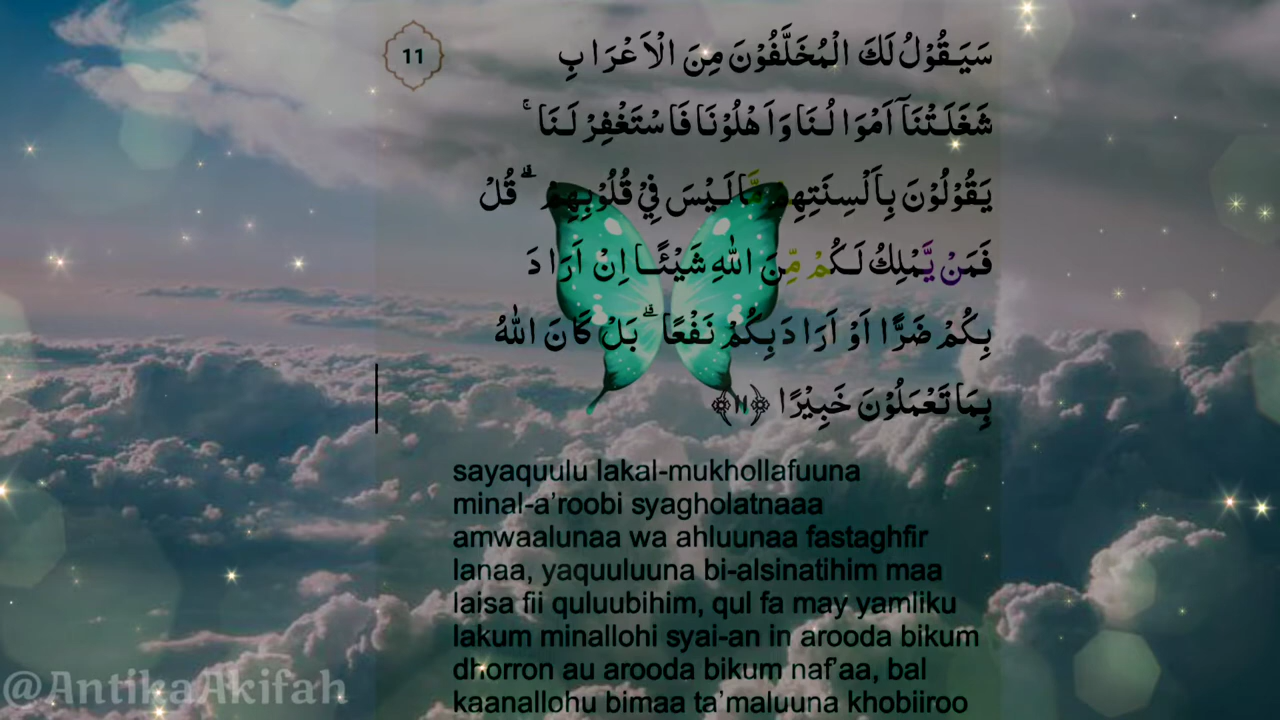 11
سَيَقُوْلُ لَكَ الْمُخَلَّفُوْنَ مِنَ الْاَعْرَابِ
شَغَلَتْنَآ اَمْوَالُنَا وَاَهْلُوْنَا فَاسْتَغْفِرْ لَنَا ۚ
يَقُوْلُوْنَ بِاَلْسِنَتِهِمْ مَّا لَيْسَ فِيْ قُلُوْبِهِمْ ۗ قُلْ
فَمَنْ يَّمْلِكُ لَكُمْ مِّنَ اللّٰهِ شَيْـًٔا اِنْ اَرَادَ
بِكُمْ ضَرًّا اَوْ اَرَادَ بِكُمْ نَفْعًا ۗ بَلْ كَانَ اللّٰهُ
بِمَا تَعْمَلُوْنَ خَبِيْرًا ﴿١١﴾
sayaquulu lakal-mukhollafuuna
minal-a’roobi syagholatnaaa
amwaalunaa wa ahluunaa fastaghfir
lanaa, yaquuluuna bi-alsinatihim maa
laisa fii quluubihim, qul fa may yamliku
lakum minallohi syai-an in arooda bikum
dhorron au arooda bikum naf’aa, bal
kaanallohu bimaa ta’maluuna khobiiroo
@AntikaAkifah